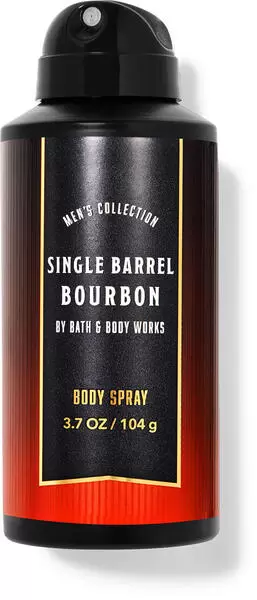 MEN'S COLLECTION
SINGLE BARREL
BOURBON
BY BATH & BODY WORKS
BODY SPRAY
3.7 OZ / 104 g